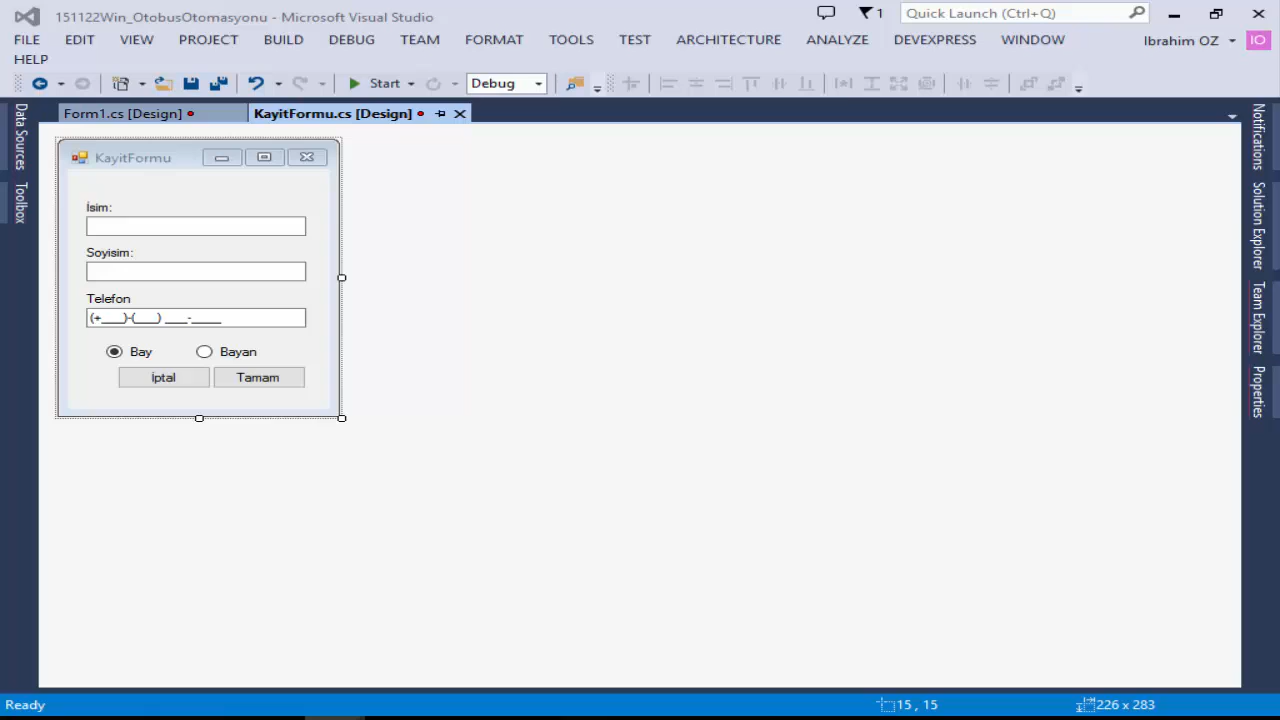 151122Win_OtobusOtomasyonu - Microsoft Visual Studio
1
Quick Launch (Ctrl+Q)
FILE EDIT VIEW PROJECT BUILD DEBUG TEAM FORMAT TOOLS TEST ARCHITECTURE ANALYZE DEVEXPRESS WINDOW
Ibrahim OZ IO
HELP
Start Debug
Form1.cs [Design] KayitFormu.cs [Design]
Data Sources
Toolbox
KayitFormu
İsim:
Soyisim:
Telefon
(+___)-(___) ___-____
Bay Bayan
İptal Tamam
Notifications
Solution Explorer
Team Explorer
Properties
Ready
15 , 15
226 x 283